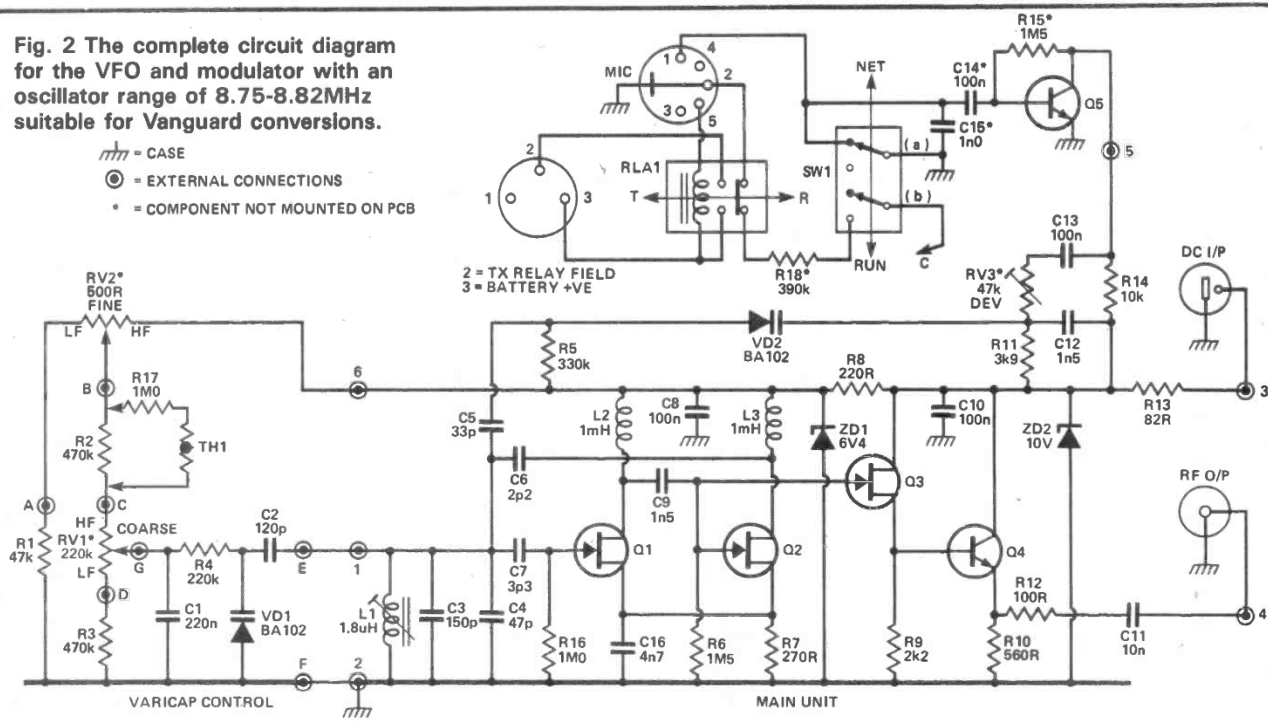 Fig. 2 The complete circuit diagram
for the VFO and modulator with an
oscillator range of 8.75-8.82MHz
suitable for Vanguard conversions.
= CASE
= EXTERNAL CONNECTIONS
* = COMPONENT NOT MOUNTED ON PCB
MIC
1
4
2
3
5
2
1
3
RLA1
T
R
2 = TX RELAY FIELD
3 = BATTERY +VE
R18*
390k
NET
SW1
(a)
(b)
RUN
C
C14*
100n
C15*
1n0
R15*
1M5
Q5
5
C13
100n
RV3*
47k
DEV
R14
10k
C12
1n5
R11
3k9
DC I/P
3
R13
82R
RV2*
500R
FINE
LF
HF
B
R17
1M0
R2
470k
TH1
A
C
R1
47k
HF
COARSE
RV1*
220k
LF
G
D
R3
470k
R4
220k
C1
220n
VD1
BA102
C2
120p
E
1
F
2
6
R5
330k
VD2
BA102
C5
33p
C6
2p2
L2
1mH
C8
100n
L3
1mH
C9
1n5
ZD1
6V4
R8
220R
C10
100n
ZD2
10V
Q3
Q1
Q2
Q4
L1
1.8uH
C3
150p
C7
3p3
C4
47p
R16
1M0
C16
4n7
R6
1M5
R7
270R
R9
2k2
R12
100R
R10
560R
C11
10n
RF O/P
4
VARICAP CONTROL
MAIN UNIT